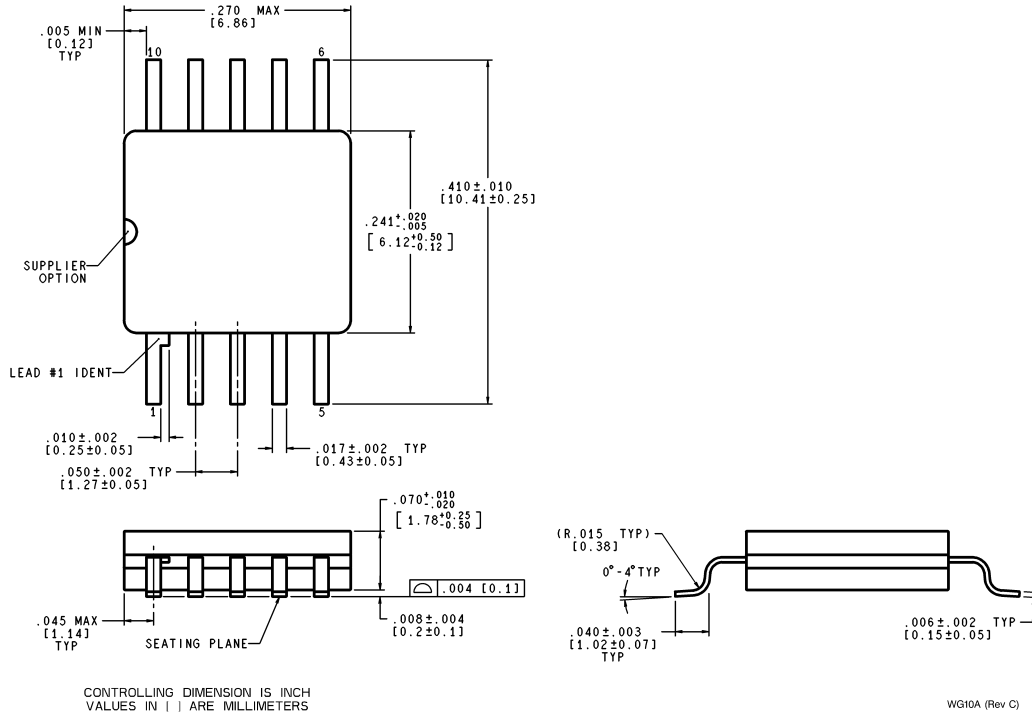 .270 MAX
[6.86]
.005 MIN
[0.12]
TYP
10
6
.410±.010
[10.41±0.25]
.241+.020
-.005
[6.12+0.50
-0.12]
SUPPLIER
OPTION
LEAD #1 IDENT
1
5
.010±.002
[0.25±0.05]
.017±.002 TYP
[0.43±0.05]
.050±.002 TYP
[1.27±0.05]
.070+.010
-.020
[1.78+0.25
-0.50]
(R.015 TYP)
[0.38]
0°-4° TYP
.004 [0.1]
.045 MAX
[1.14]
TYP
SEATING PLANE
.008±.004
[0.2±0.1]
.040±.003
[1.02±0.07]
TYP
.006±.002 TYP
[0.15±0.05]
CONTROLLING DIMENSION IS INCH
VALUES IN [ ] ARE MILLIMETERS
WG10A (Rev C)